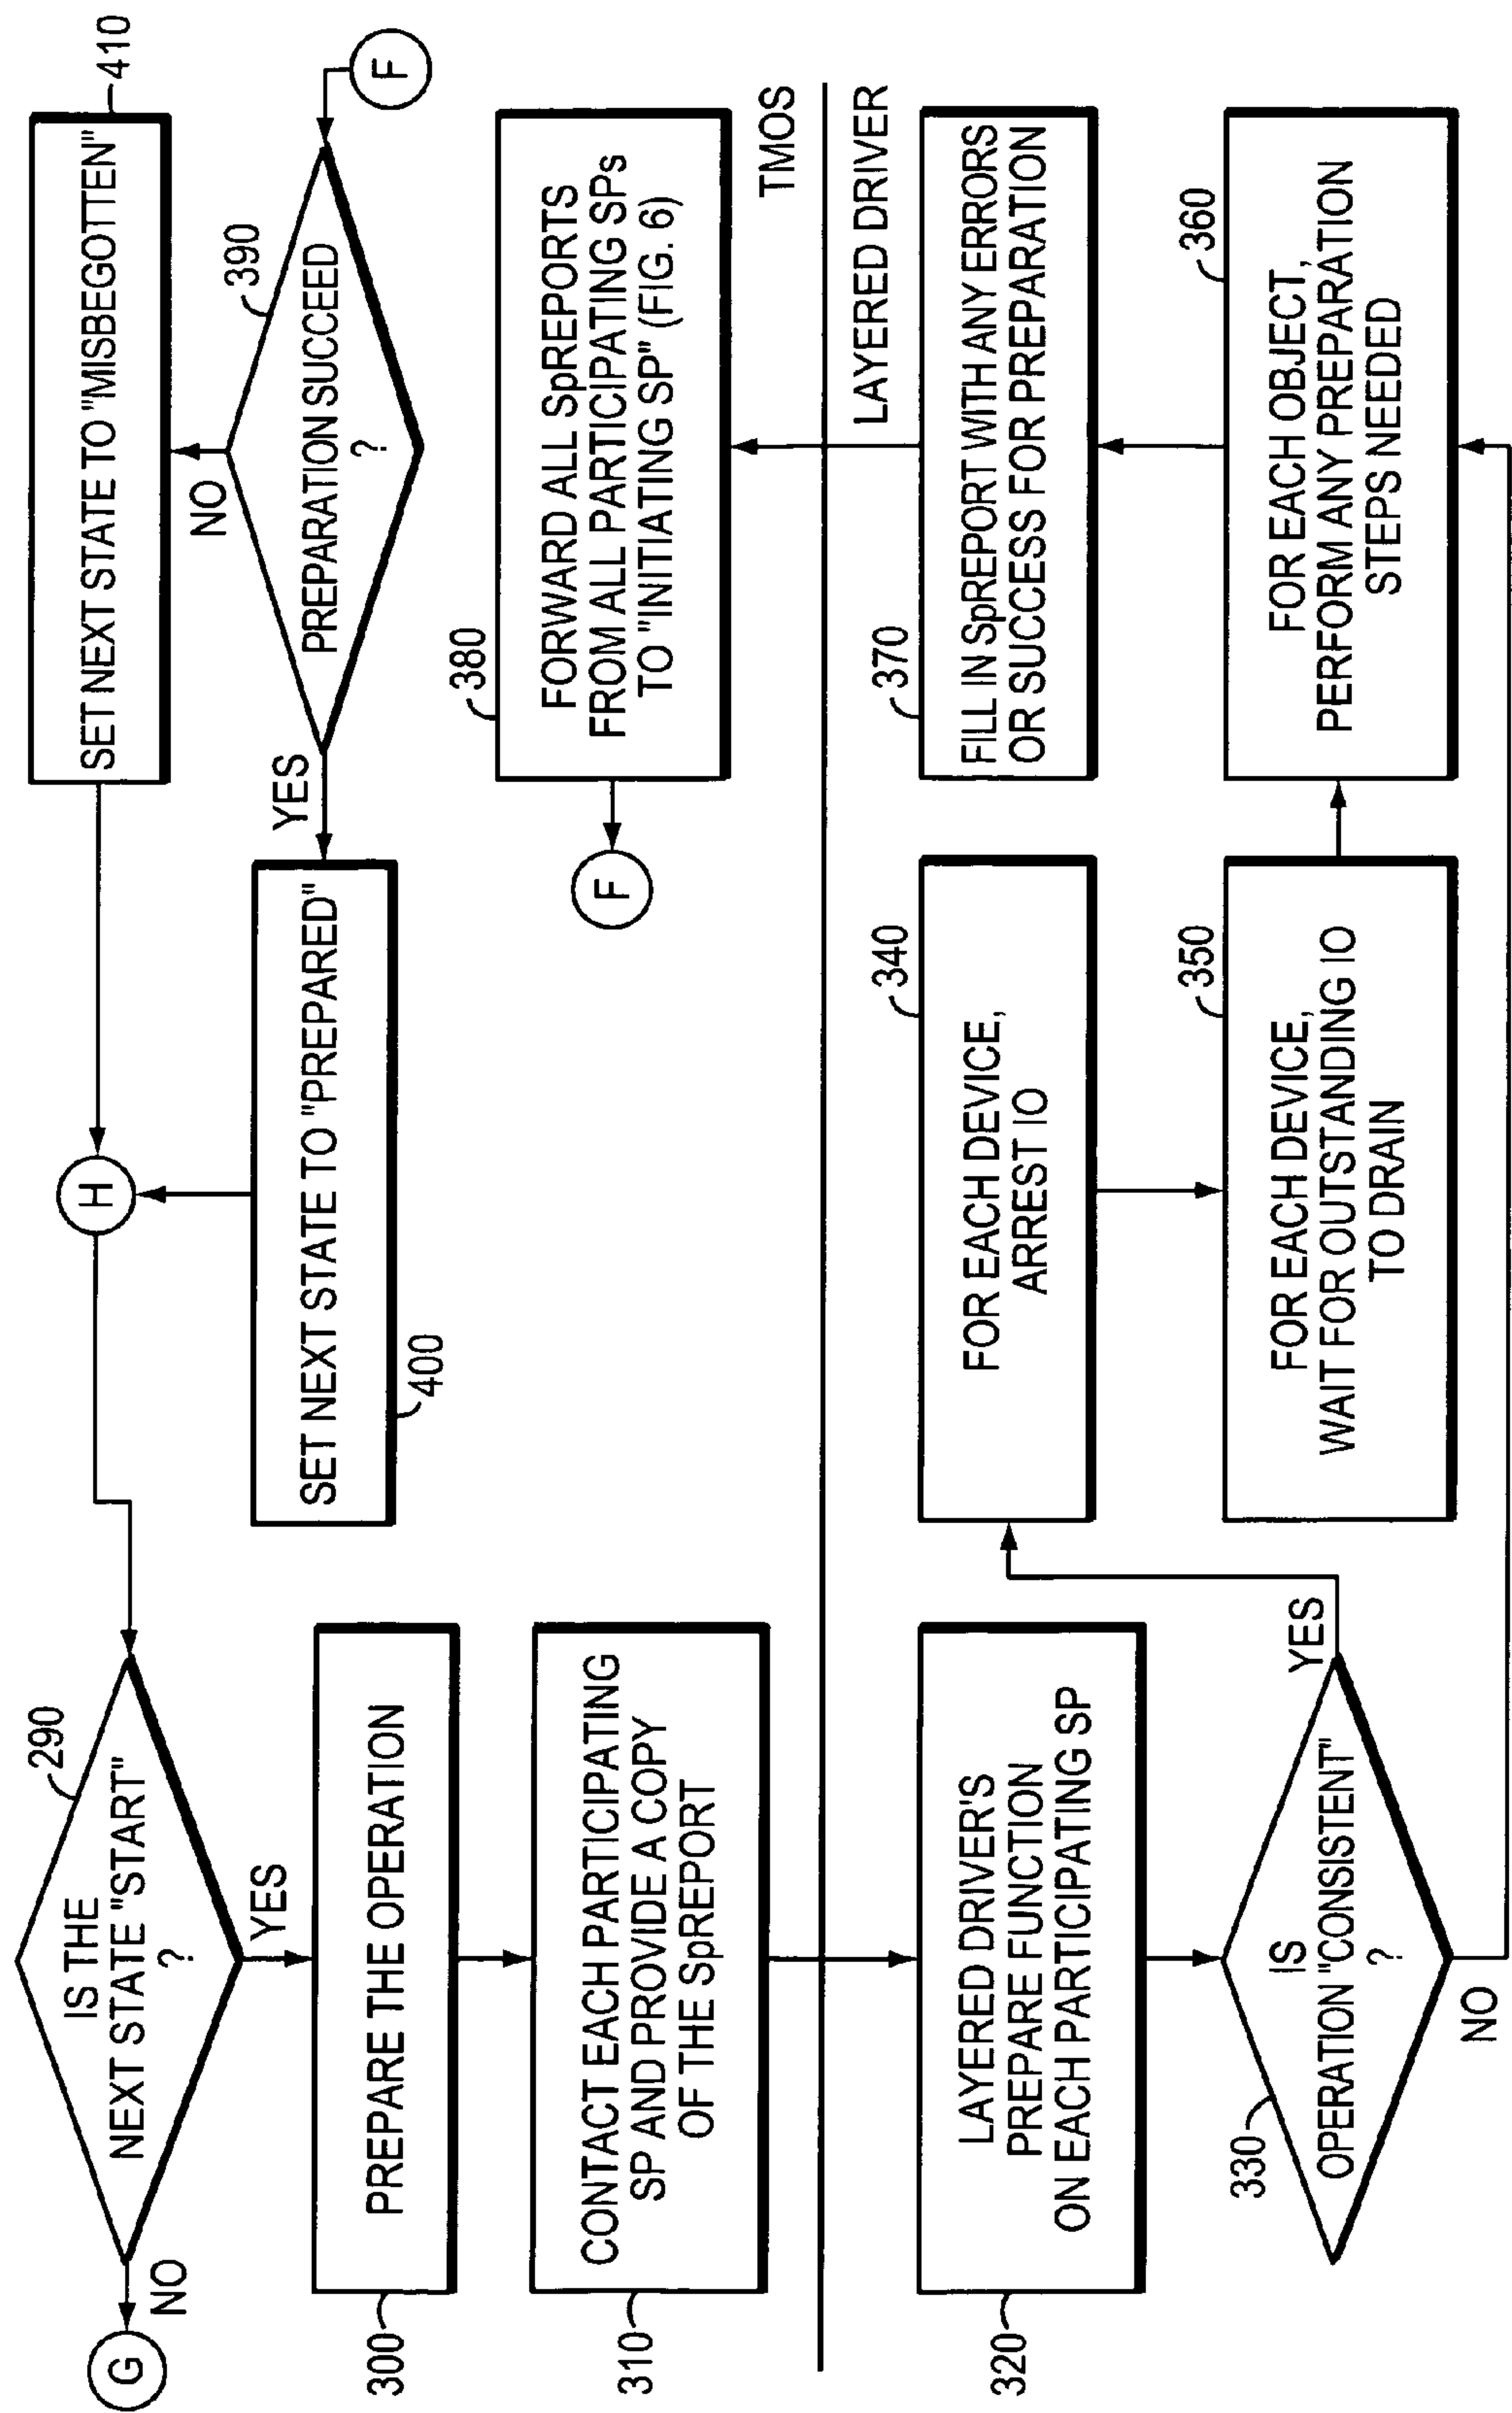 G
NO
290
IS THE
NEXT STATE "START"
?
YES
300
PREPARE THE OPERATION
310
CONTACT EACH PARTICIPATING
SP AND PROVIDE A COPY
OF THE SpREPORT
320
LAYERED DRIVER'S
PREPARE FUNCTION
ON EACH PARTICIPATING SP
330
IS
OPERATION "CONSISTENT"
?
YES
NO
340
FOR EACH DEVICE,
ARREST IO
350
FOR EACH DEVICE,
WAIT FOR OUTSTANDING IO
TO DRAIN
360
FOR EACH OBJECT,
PERFORM ANY PREPARATION
STEPS NEEDED
370
FILL IN SpREPORT WITH ANY ERRORS
OR SUCCESS FOR PREPARATION
TMOS
LAYERED DRIVER
380
FORWARD ALL SpREPORTS
FROM ALL PARTICIPATING SPs
TO "INITIATING SP" (FIG. 6)
F
F
390
PREPARATION SUCCEED
?
YES
NO
400
SET NEXT STATE TO "PREPARED"
410
SET NEXT STATE TO "MISBEGOTTEN"
H